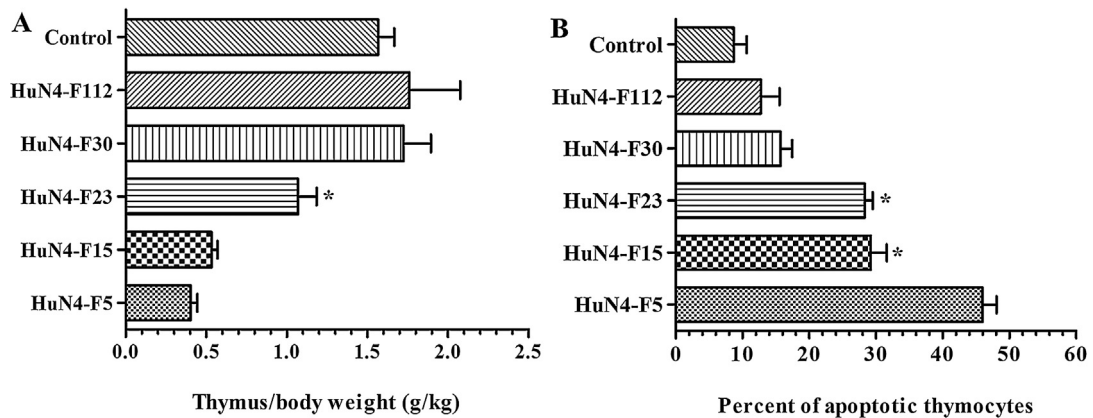 A
Control
HuN4-F112
HuN4-F30
HuN4-F23
*
HuN4-F15
HuN4-F5
0.0 0.5 1.0 1.5 2.0 2.5
Thymus/body weight (g/kg)
B
Control
HuN4-F112
HuN4-F30
HuN4-F23
*
HuN4-F15
*
HuN4-F5
0 10 20 30 40 50 60
Percent of apoptotic thymocytes